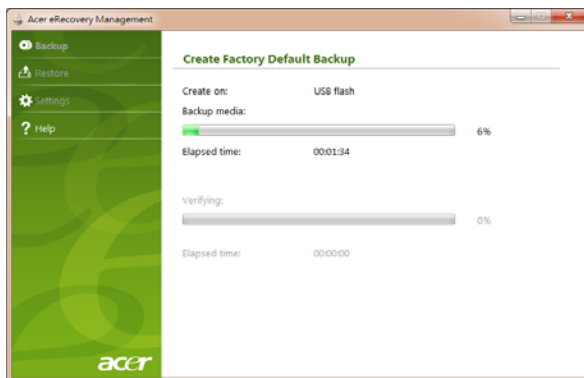 Acer eRecovery Management
Backup
Restore
Settings
? Help
Create Factory Default Backup
Create on: USB flash
Backup media:
6%
Elapsed time: 00:01:34
Verifying:
0%
Elapsed time: 00:00:00
acer